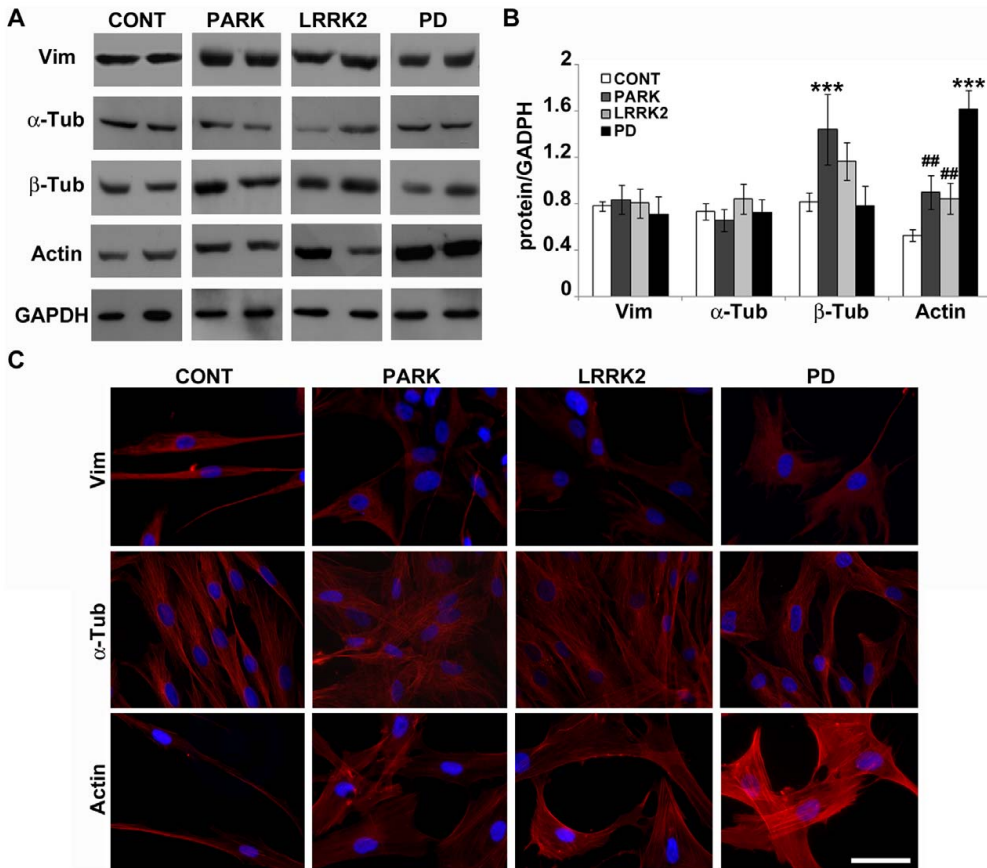 A
CONT PARK LRRK2 PD
Vim
α-Tub
β-Tub
Actin
GAPDH
B
protein/GADPH
2
1.6
1.2
0.8
0.4
0
CONT
PARK
LRRK2
PD
*** ***
## ##
Vim α-Tub β-Tub Actin
C
CONT PARK LRRK2 PD
Vim
α-Tub
Actin